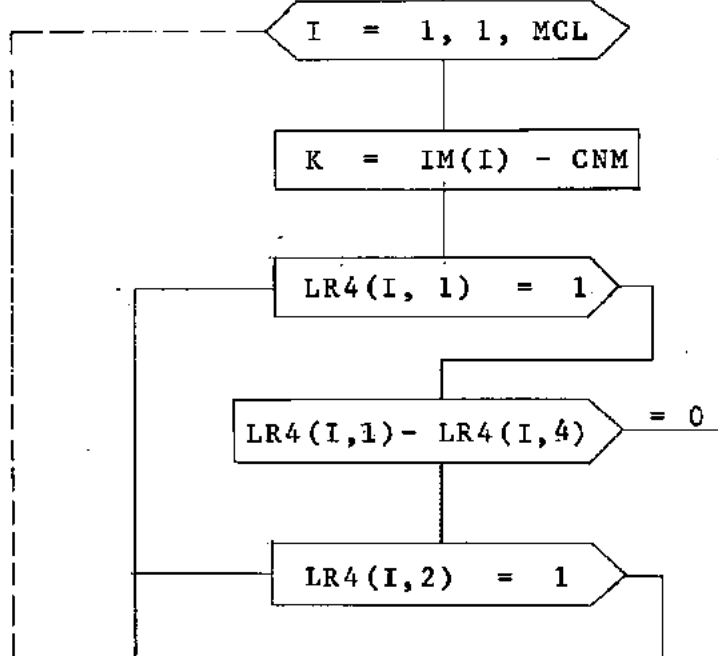 I = 1, 1, MCL
K = IM(I) - CNM
LR4(I, 1) = 1
LR4(I,1)- LR4(I,4)
= 0
LR4(I,2) = 1